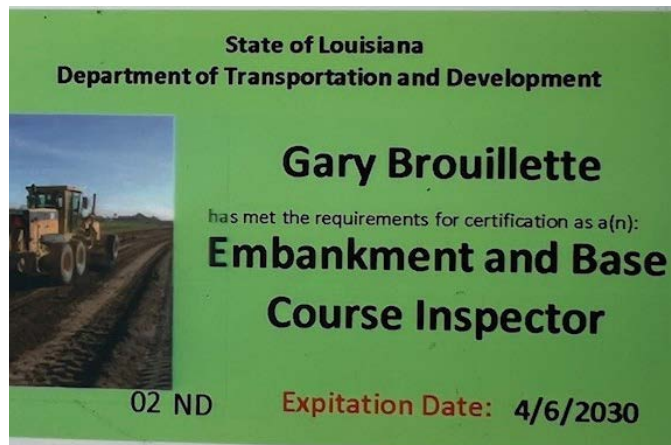 State of Louisiana
Department of Transportation and Development
Gary Brouillette
has met the requirements for certification as a(n):
Embankment and Base
Course Inspector
02 ND
Expitation Date: 4/6/2030